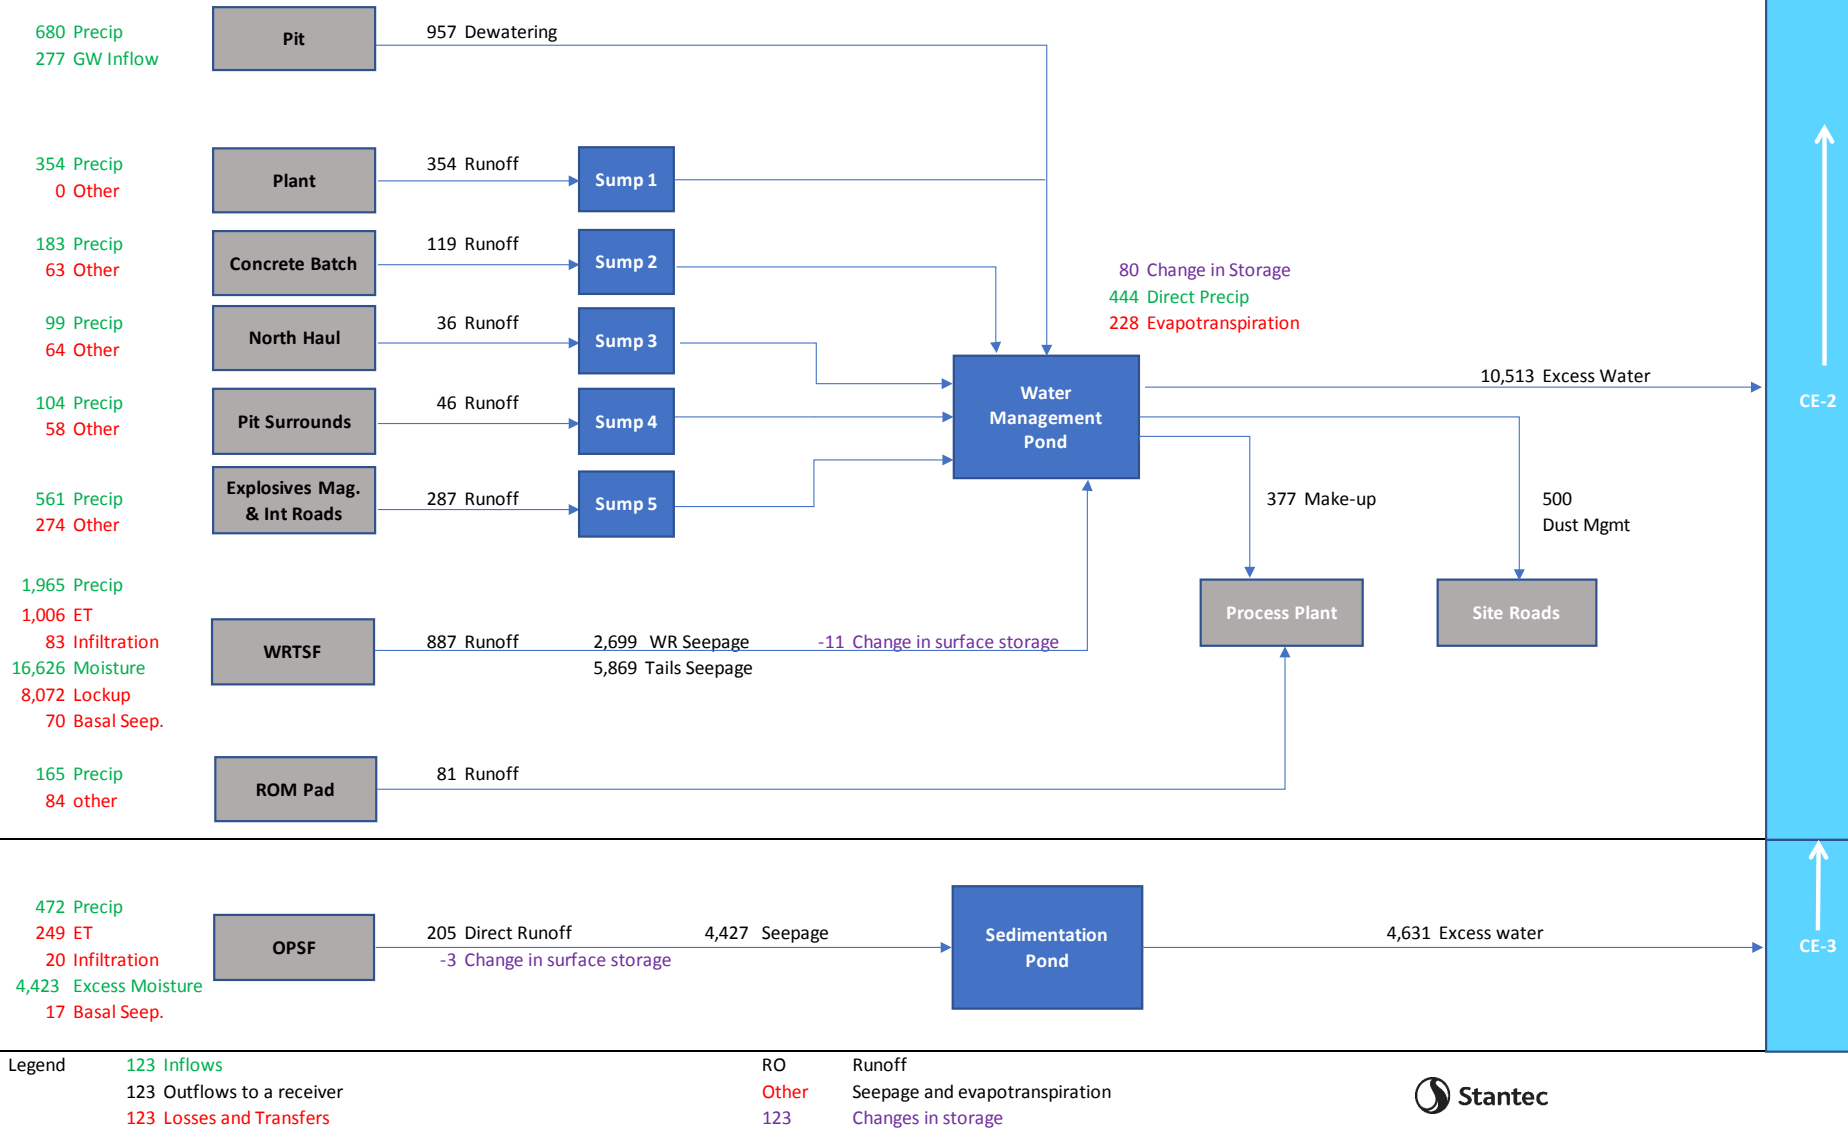 680 Precip
277 GW Inflow
Pit
957 Dewatering
354 Precip
0 Other
Plant
354 Runoff
Sump 1
183 Precip
63 Other
Concrete Batch
119 Runoff
Sump 2
80 Change in Storage
444 Direct Precip
228 Evapotranspiration
99 Precip
64 Other
North Haul
36 Runoff
Sump 3
104 Precip
58 Other
Pit Surrounds
46 Runoff
Sump 4
Water
Management
Pond
10,513 Excess Water
CE-2
561 Precip
274 Other
Explosives Mag.
& Int Roads
287 Runoff
Sump 5
377 Make-up
500
Dust Mgmt
1,965 Precip
1,006 ET
83 Infiltration
16,626 Moisture
8,072 Lockup
70 Basal Seep.
WRTSF
887 Runoff
2,699 WR Seepage
5,869 Tails Seepage
-11 Change in surface storage
Process Plant
Site Roads
165 Precip
84 other
ROM Pad
81 Runoff
472 Precip
249 ET
20 Infiltration
4,423 Excess Moisture
17 Basal Seep.
OPSF
205 Direct Runoff
-3 Change in surface storage
4,427 Seepage
Sedimentation
Pond
4,631 Excess water
CE-3
Legend
123 Inflows
123 Outflows to a receiver
123 Losses and Transfers
RO Runoff
Other Seepage and evapotranspiration
123 Changes in storage
Stantec